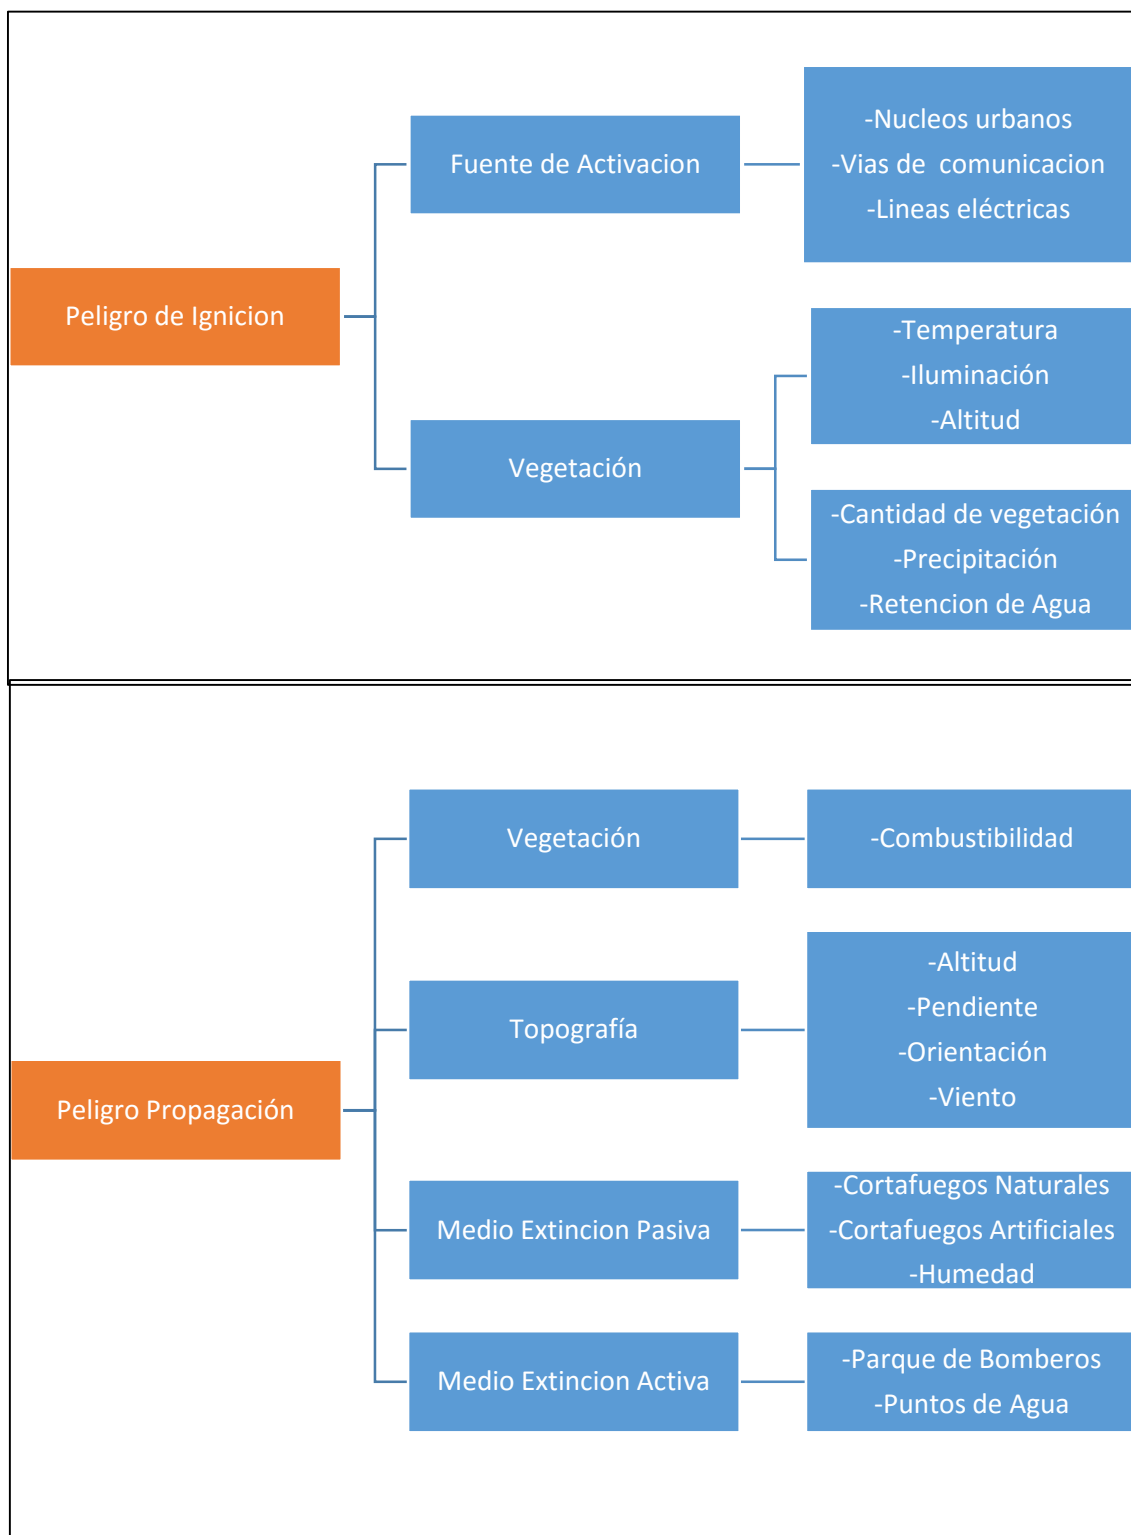 Peligro de Ignicion
Fuente de Activacion
-Nucleos urbanos
-Vias de  comunicacion
-Lineas eléctricas
Vegetación
-Temperatura
-Iluminación
-Altitud
-Cantidad de vegetación
-Precipitación
-Retencion de Agua
Peligro Propagación
Vegetación
-Combustibilidad
Topografía
-Altitud
-Pendiente
-Orientación
-Viento
Medio Extincion Pasiva
-Cortafuegos Naturales
-Cortafuegos Artificiales
-Humedad
Medio Extincion Activa
-Parque de Bomberos
-Puntos de Agua